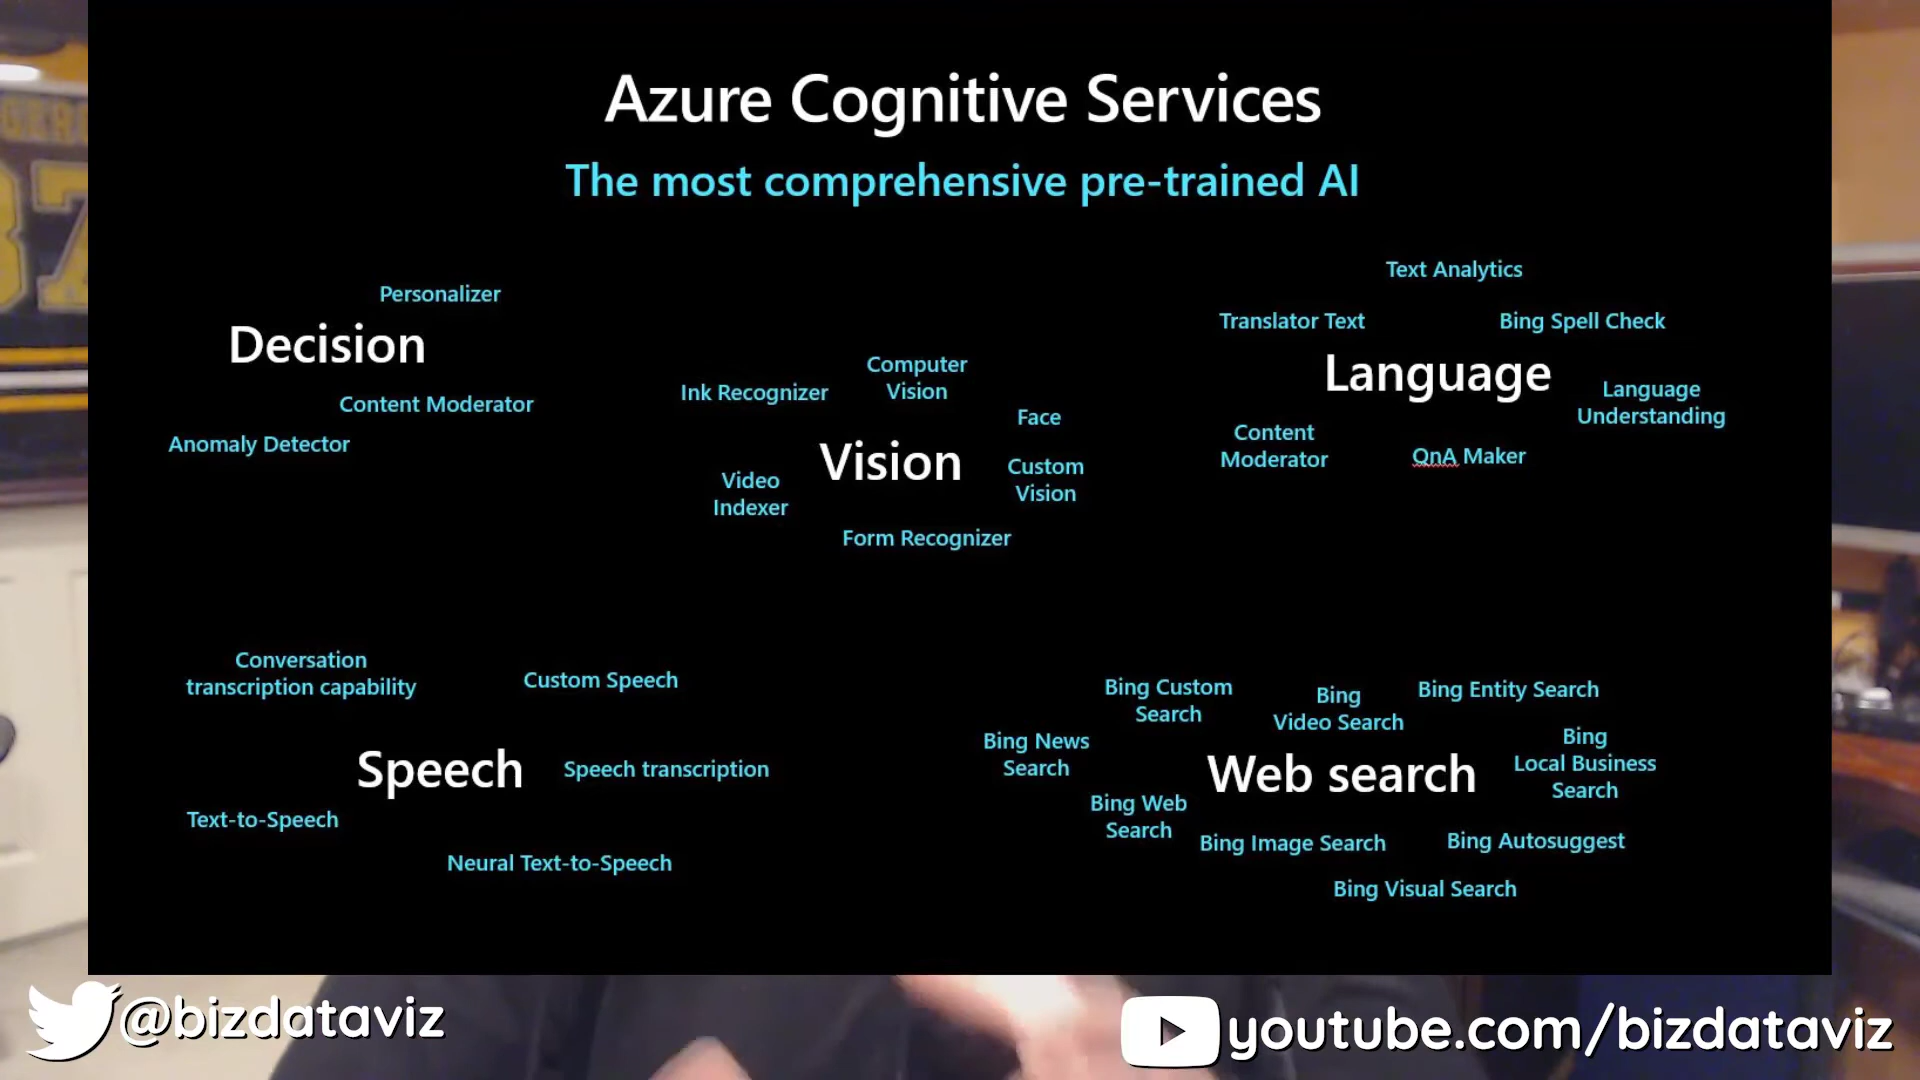 Azure Cognitive Services
The most comprehensive pre-trained AI
Personalizer
Decision
Content Moderator
Anomaly Detector
Ink Recognizer
Computer
Vision
Face
Vision
Video
Indexer
Custom
Vision
Form Recognizer
Text Analytics
Translator Text
Bing Spell Check
Language
Language
Understanding
Content
Moderator
QnA Maker
Conversation
transcription capability
Custom Speech
Speech
Speech transcription
Text-to-Speech
Neural Text-to-Speech
Bing Custom
Search
Bing
Video Search
Bing Entity Search
Bing News
Search
Web search
Bing
Local Business
Search
Bing Web
Search
Bing Image Search
Bing Autosuggest
Bing Visual Search
@bizdataviz
youtube.com/bizdataviz